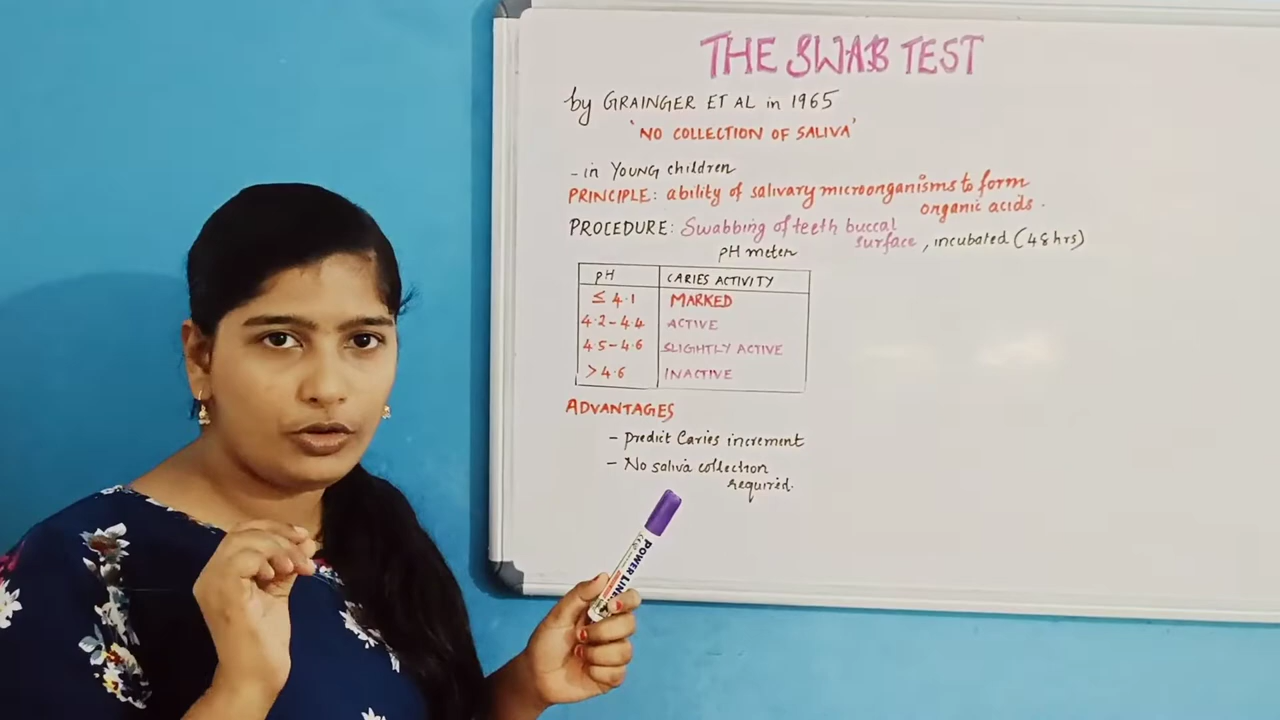 THE SWAB TEST
by GRAINGER ET AL in 1965
'NO COLLECTION OF SALIVA'
- in YOUNG children
PRINCIPLE: ability of salivary microorganisms to form
organic acids.
PROCEDURE: Swabbing of teeth buccal
surface, incubated (48hrs)
pH meter
pH CARIES ACTIVITY
≤ 4.1 MARKED
4.2-4.4 ACTIVE
4.5-4.6 SLIGHTLY ACTIVE
>4.6 INACTIVE
ADVANTAGES
- predict Caries increment
- No saliva collection
required.
POWER LIN